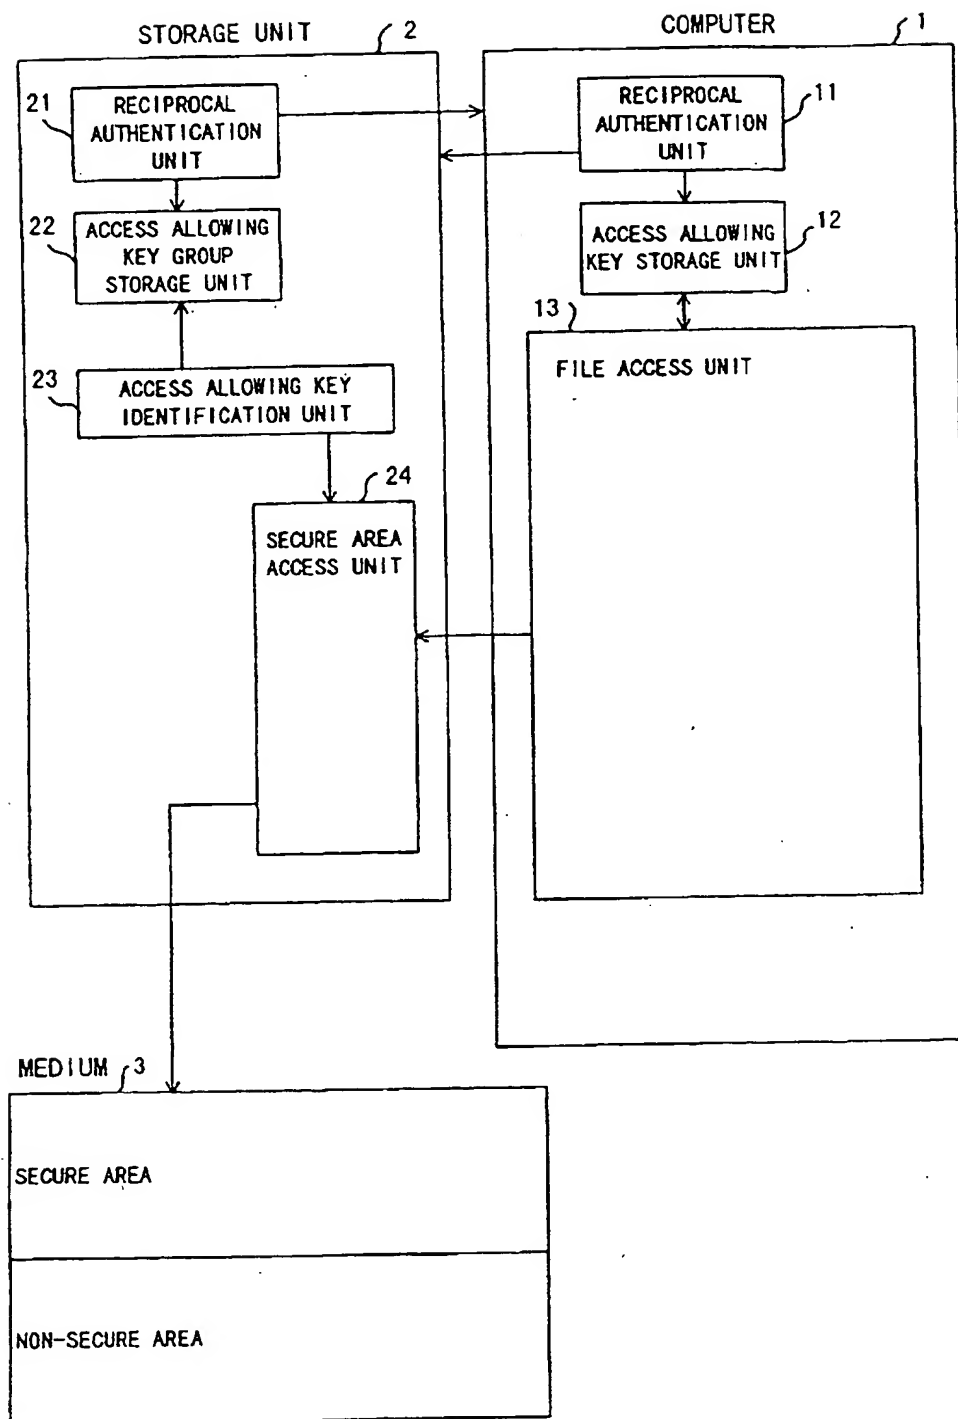 STORAGE UNIT
2
COMPUTER
1
21
RECIPROCAL
AUTHENTICATION
UNIT
RECIPROCAL
AUTHENTICATION
UNIT
11
22
ACCESS ALLOWING
KEY GROUP
STORAGE UNIT
ACCESS ALLOWING
KEY STORAGE UNIT
12
13
FILE ACCESS UNIT
23
ACCESS ALLOWING KEY
IDENTIFICATION UNIT
24
SECURE AREA
ACCESS UNIT
MEDIUM
3
SECURE AREA
NON-SECURE AREA